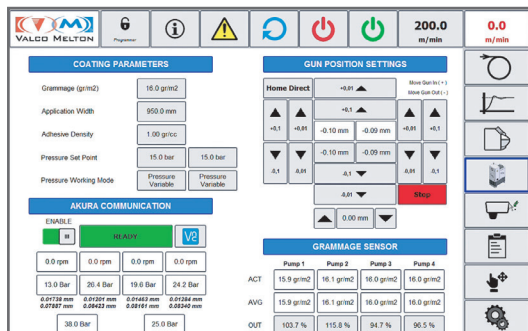 VALCO MELTON
Programmer
200.0
m/min
0.0
m/min
COATING PARAMETERS
Grammage (gr/m2)
16.0 gr/m2
Application Width
950.0 mm
Adhesive Density
1.00 gr/cc
Pressure Set Point
15.0 bar
15.0 bar
Pressure Working Mode
Pressure Variable
Pressure Variable
AKURA COMMUNICATION
ENABLE
READY
0.0 rpm
0.0 rpm
0.0 rpm
0.0 rpm
13.0 Bar
26.4 Bar
19.6 Bar
24.2 Bar
0.01738 mm
0.01201 mm
0.01463 mm
0.01284 mm
0.07887 mm
0.08423 mm
0.08161 mm
0.08340 mm
38.0 Bar
25.0 Bar
GUN POSITION SETTINGS
Home Direct
+0,01
Move Gun In ( + )
Move Gun Out ( - )
+0,1
+0,1
+0,01
-0.10 mm
-0.09 mm
+0,01
+0,1
-0.10 mm
-0.09 mm
-0,1
-0,01
-0,1
-0,01
-0,1
-0,01
Stop
0.00 mm
GRAMMAGE SENSOR
Pump 1
Pump 2
Pump 3
Pump 4
ACT
15.9 gr/m2
16.1 gr/m2
16.0 gr/m2
16.0 gr/m2
AVG
15.9 gr/m2
16.1 gr/m2
16.0 gr/m2
16.0 gr/m2
OUT
103.7 %
115.8 %
94.7 %
96.5 %